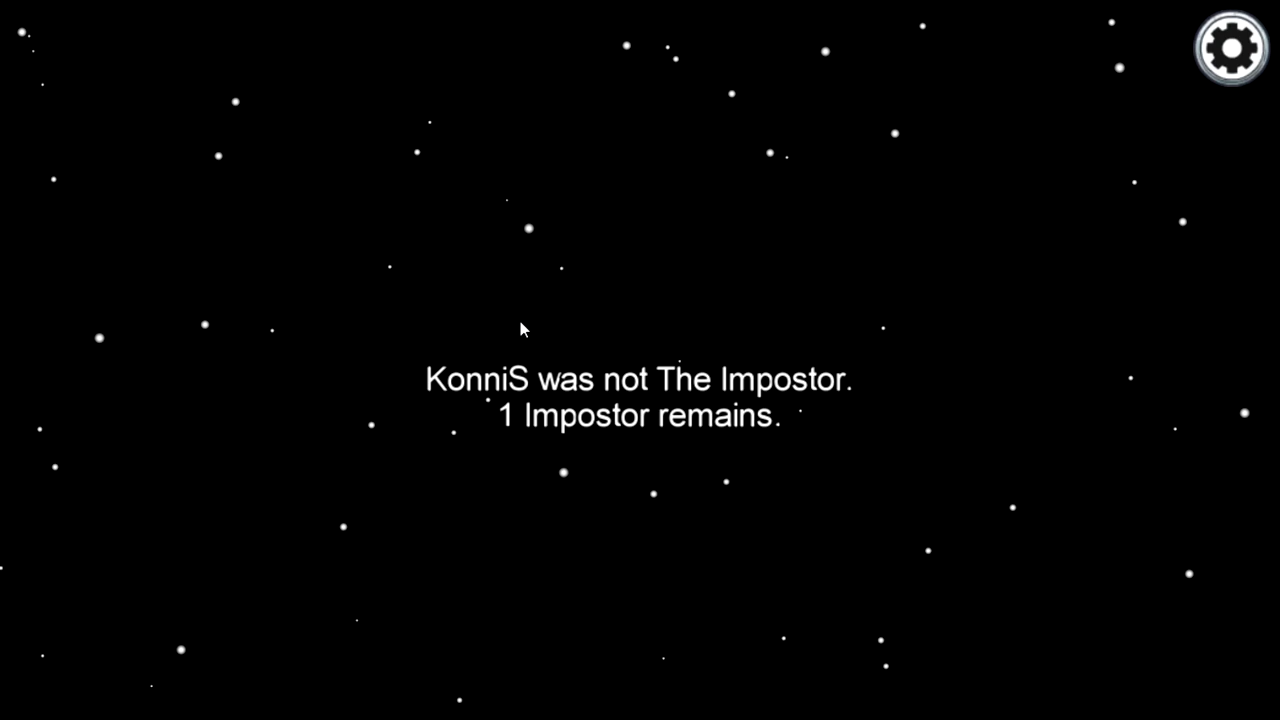 KonniS was not The Impostor.
1 Impostor remains.